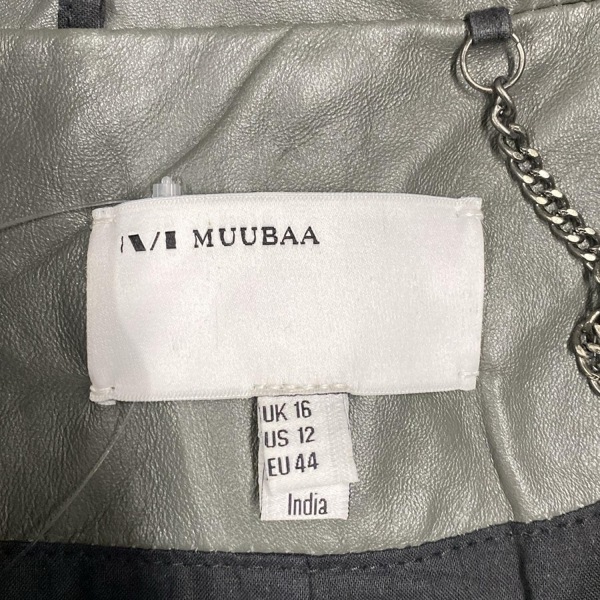 MUUBAA
UK 16
US 12
EU 44
India